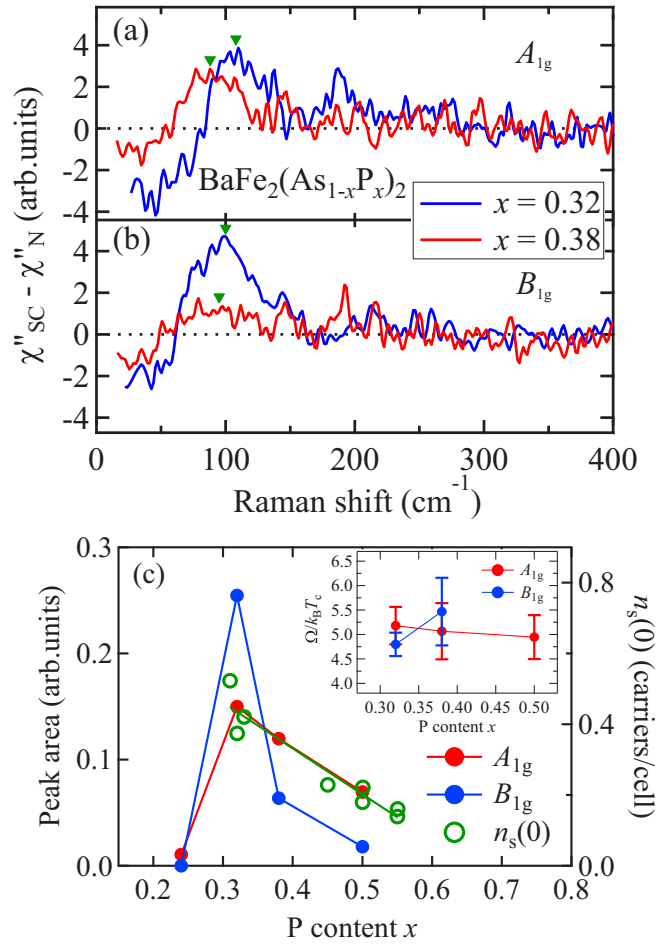 (a)
A1g
4
2
0
-2
-4
BaFe2(As1-xPx)2
x = 0.32
x = 0.38
(b)
B1g
4
2
0
-2
-4
χ"SC - χ"N (arb.units)
0 100 200 300 400
Raman shift (cm-1)
(c)
0.3
0.2
0.1
0.0
Peak area (arb.units)
0.2 0.3 0.4 0.5 0.6 0.7 0.8
P content x
0.8
0.4
0.0
ns(0) (carriers/cell)
6.5
6.0
5.5
5.0
4.5
4.0
Ω/kBTc
A1g
B1g
0.30 0.35 0.40 0.45 0.50
P content x
A1g
B1g
ns(0)